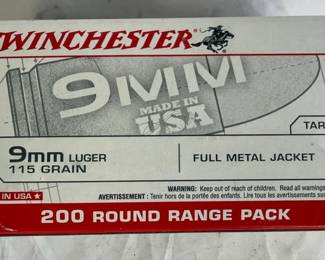 WINCHESTER
9MM
MADE IN
USA
TAR
9mm LUGER
115 GRAIN
FULL METAL JACKET
IN USA
WARNING: Keep out of reach of children. Read all warnings
AVERTISSEMENT: Tenir hors de la portée des enfants. Lire tous les avertissements
200 ROUND RANGE PACK